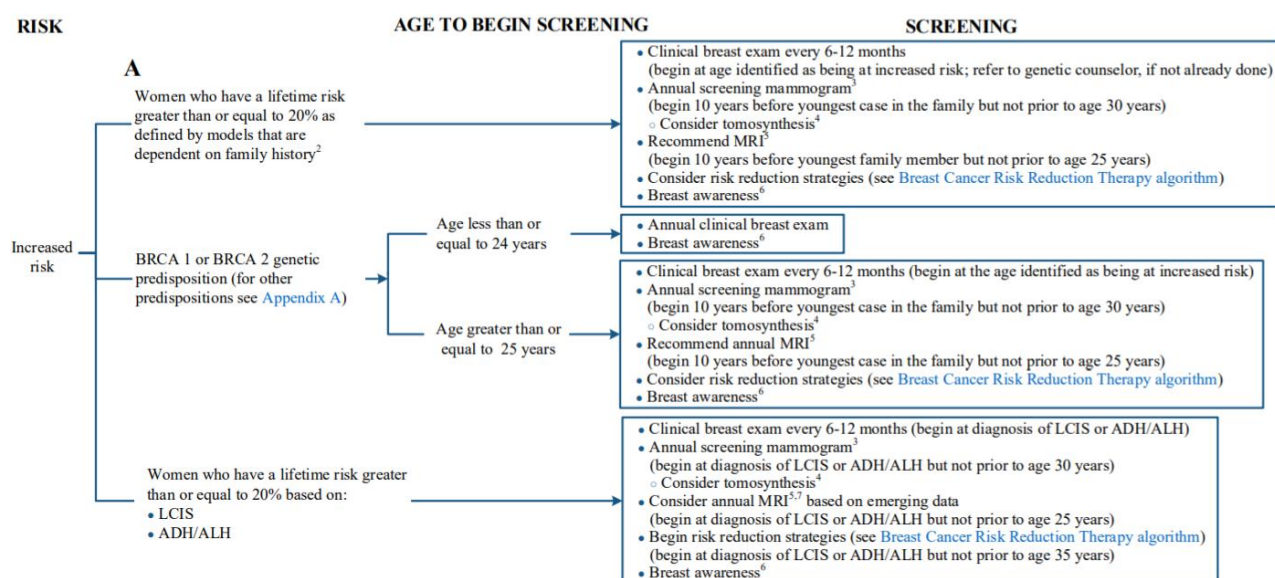 RISK
AGE TO BEGIN SCREENING
SCREENING
A
Women who have a lifetime risk
greater than or equal to 20% as
defined by models that are
dependent on family history2
• Clinical breast exam every 6-12 months
(begin at age identified as being at increased risk; refer to genetic counselor, if not already done)
• Annual screening mammogram3
(begin 10 years before youngest case in the family but not prior to age 30 years)
○ Consider tomosynthesis4
• Recommend MRI5
(begin 10 years before youngest family member but not prior to age 25 years)
• Consider risk reduction strategies (see Breast Cancer Risk Reduction Therapy algorithm)
• Breast awareness6
Increased
risk
BRCA 1 or BRCA 2 genetic
predisposition (for other
predispositions see Appendix A)
Age less than or
equal to 24 years
• Annual clinical breast exam
• Breast awareness6
Age greater than or
equal to 25 years
• Clinical breast exam every 6-12 months (begin at the age identified as being at increased risk)
• Annual screening mammogram3
(begin 10 years before youngest case in the family but not prior to age 30 years)
○ Consider tomosynthesis4
• Recommend annual MRI5
(begin 10 years before youngest case in the family but not prior to age 25 years)
• Consider risk reduction strategies (see Breast Cancer Risk Reduction Therapy algorithm)
• Breast awareness6
Women who have a lifetime risk greater
than or equal to 20% based on:
• LCIS
• ADH/ALH
• Clinical breast exam every 6-12 months (begin at diagnosis of LCIS or ADH/ALH)
• Annual screening mammogram3
(begin at diagnosis of LCIS or ADH/ALH but not prior to age 30 years)
○ Consider tomosynthesis4
• Consider annual MRI5,7 based on emerging data
(begin at diagnosis of LCIS or ADH/ALH but not prior to age 25 years)
• Begin risk reduction strategies (see Breast Cancer Risk Reduction Therapy algorithm)
(begin at diagnosis of LCIS or ADH/ALH but not prior to age 35 years)
• Breast awareness6